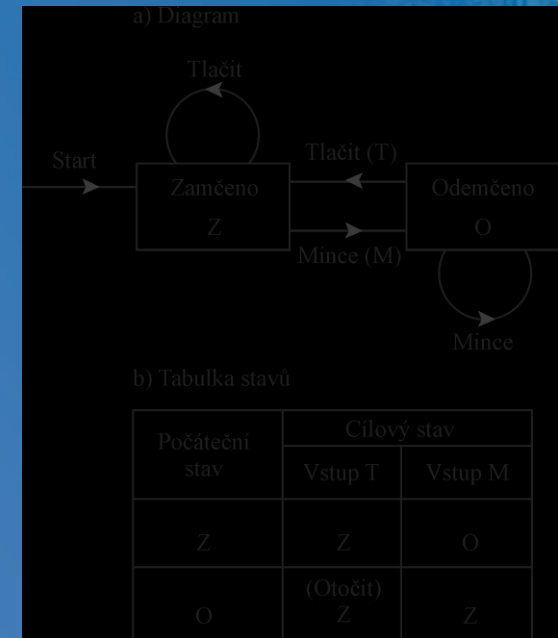 a) Diagram
Tlačit
Start
Tlačit (T)
Zamčeno
Z
Odemčeno
O
Mince (M)
Mince
b) Tabulka stavů
Počáteční
stav
Cílový stav
Vstup T
Vstup M
Z
Z
O
O
(Otočit)
Z
Z